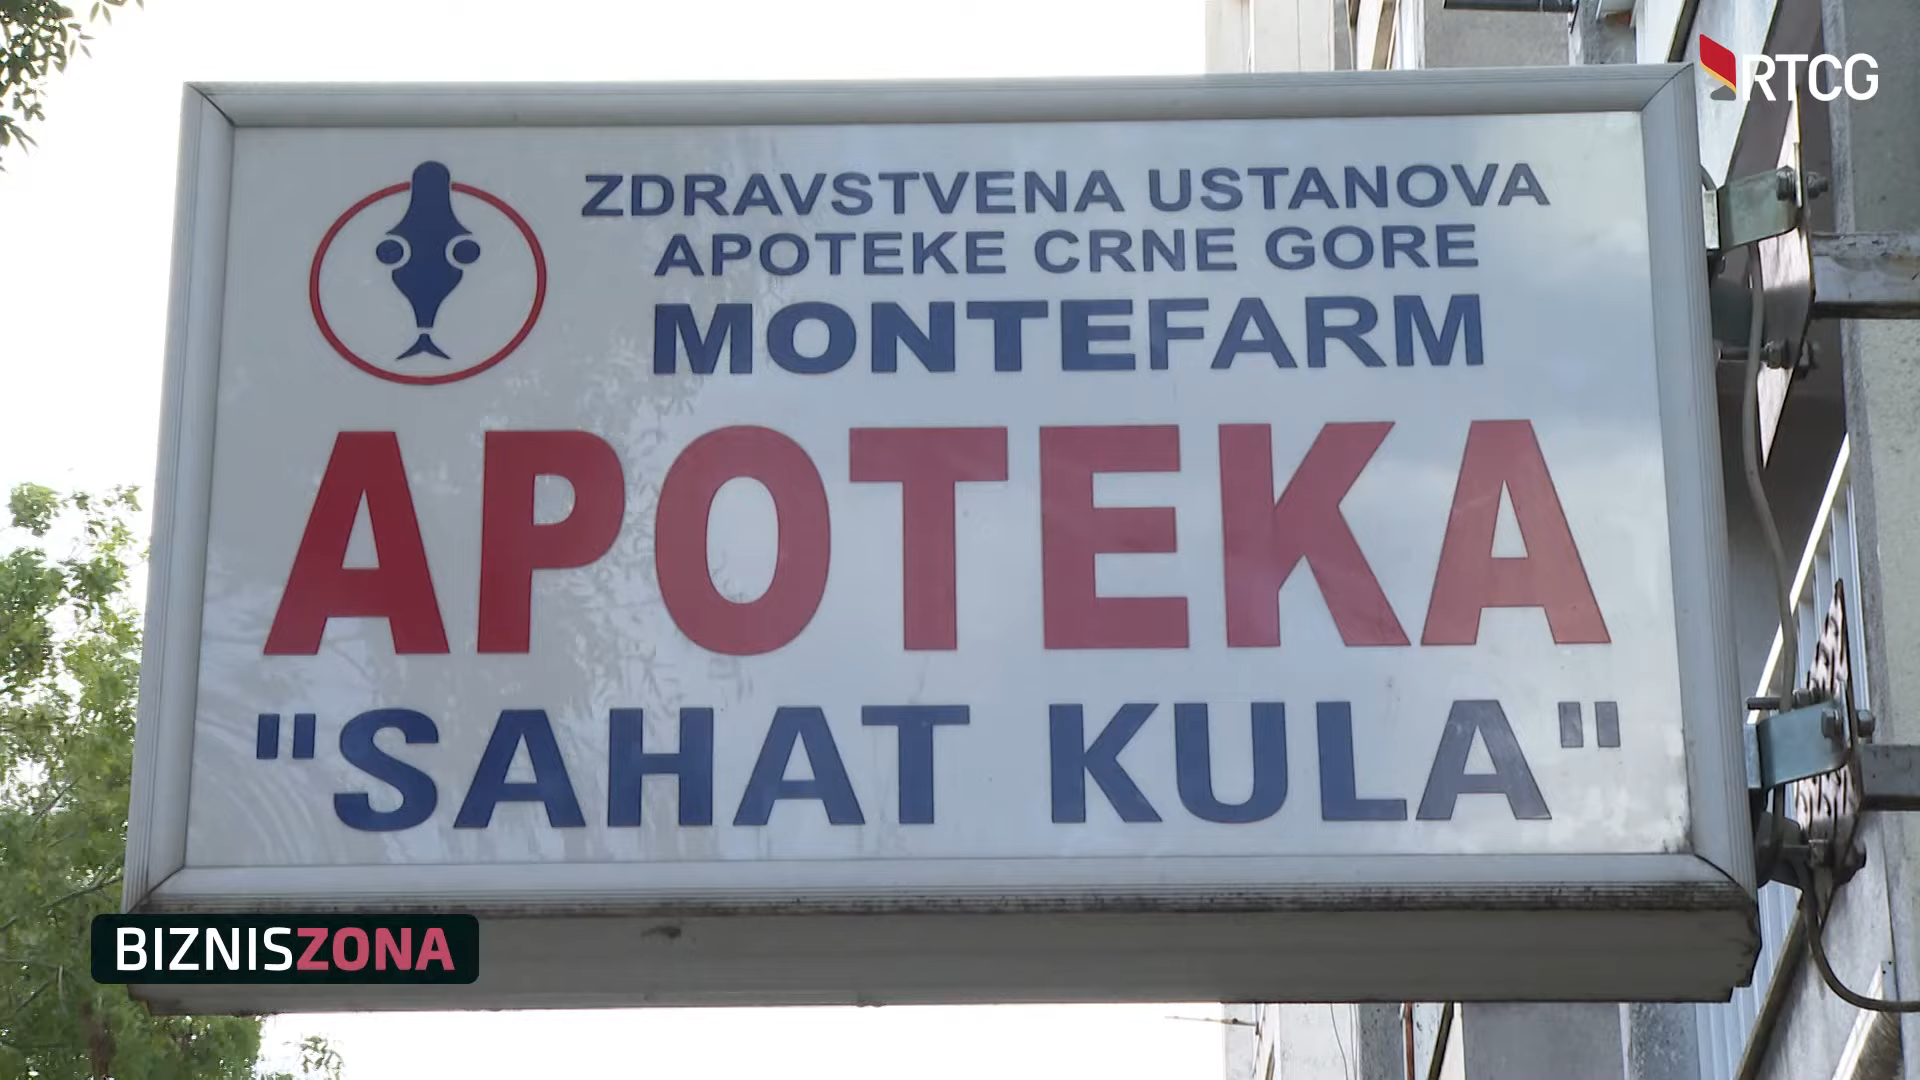 RTCG
ZDRAVSTVENA USTANOVA
APOTEKE CRNE GORE
MONTEFARM
APOTEKA
"SAHAT KULA"
BIZNISZONA